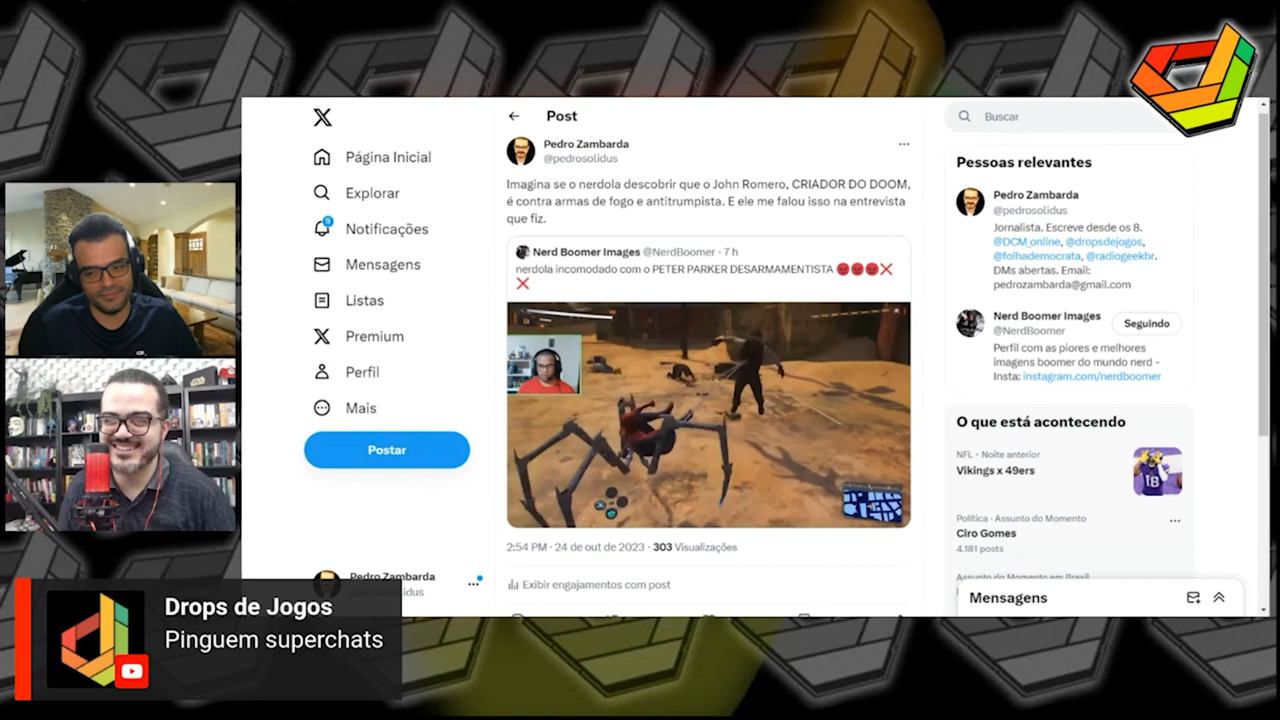 Post
Buscar
Página Inicial
Explorar
Notificações
Mensagens
Listas
Premium
Perfil
Mais
Postar
Pedro Zambarda
Pedro Zambarda
@pedrosolidus
Imagina se o nerdola descobrir que o John Romero, CRIADOR DO DOOM,
é contra armas de fogo e antitrumpista. E ele me falou isso na entrevista
que fiz.
Nerd Boomer Images @NerdBoomer · 7 h
nerdola incomodado com o PETER PARKER DESARMAMENTISTA 😡😡😡❌
❌
2:54 PM · 24 de out de 2023 · 303 Visualizações
Exibir engajamentos com post
Pessoas relevantes
Pedro Zambarda
@pedrosolidus
Jornalista. Escreve desde os 8.
@DCM_online, @dropsdejogos,
@folhademocrata, @radiogeekbr.
DMs abertas. Email:
pedrozambarda@gmail.com
Nerd Boomer Images
@NerdBoomer
Seguindo
Perfil com as piores e melhores
imagens boomer do mundo nerd -
Insta: instagram.com/nerdboomer
O que está acontecendo
NFL · Noite anterior
Vikings x 49ers
Política · Assunto do Momento
Ciro Gomes
4.181 posts
Assunto do Momento em Brasil
Mensagens
Drops de Jogos
Pinguem superchats